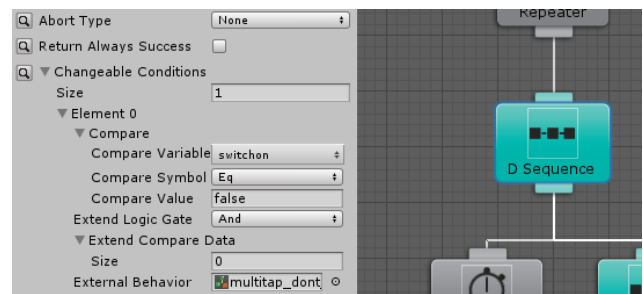 Abort Type None
Repeater
Return Always Success
Changeable Conditions
Size 1
Element 0
Compare
Compare Variable switchon
Compare Symbol Eq
D Sequence
Compare Value false
Extend Logic Gate And
Extend Compare Data
Size 0
External Behavior multitap_dont